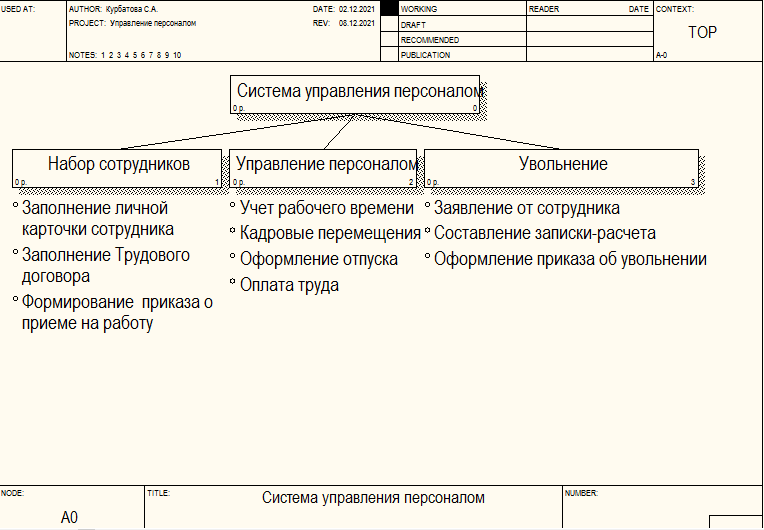 USED AT:
AUTHOR: Курбатова С.А.
DATE: 02.12.2021
WORKING
READER
DATE
CONTEXT:
PROJECT: Управление персоналом
REV: 08.12.2021
DRAFT
TOP
RECOMMENDED
NOTES: 1 2 3 4 5 6 7 8 9 10
PUBLICATION
A-0
Система управления персоналом
0 р.
0
Набор сотрудников
0 р.
1
Управление персоналом
0 р.
2
Увольнение
0 р.
3
Заполнение личной
карточки сотрудника
Заполнение Трудового
договора
Формирование приказа о
приеме на работу
Учет рабочего времени
Кадровые перемещения
Оформление отпуска
Оплата труда
Заявление от сотрудника
Составление записки-расчета
Оформление приказа об увольнении
NODE:
A0
TITLE:
Система управления персоналом
NUMBER: